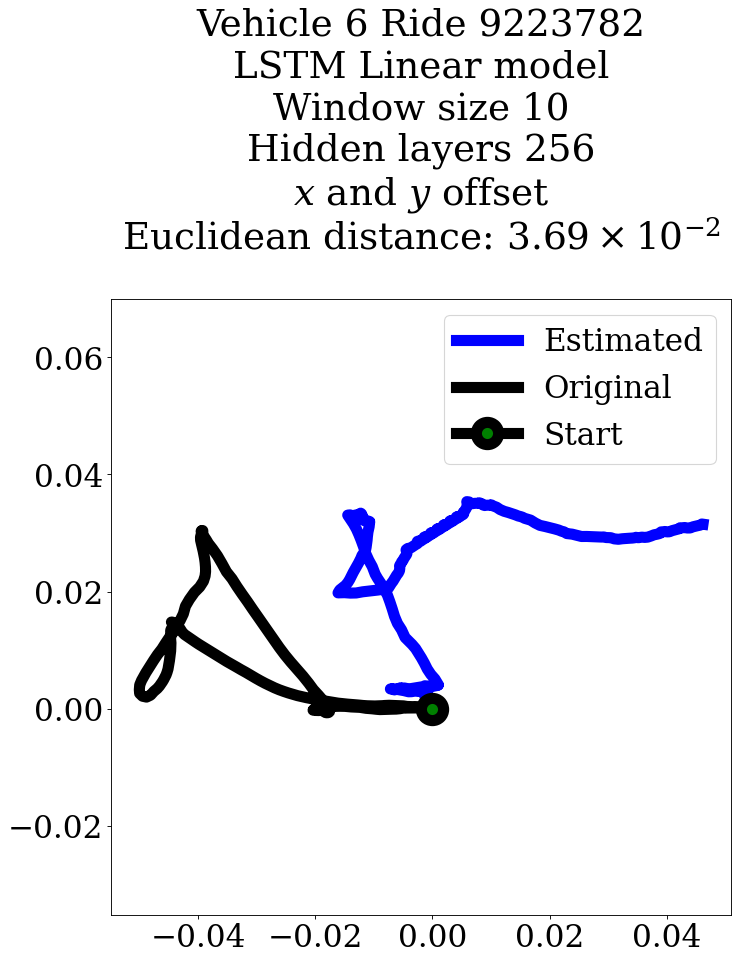 Vehicle 6 Ride 9223782
LSTM Linear model
Window size 10
Hidden layers 256
x and y offset
Euclidean distance: 3.69 × 10⁻²
Estimated
Original
Start
0.06
0.04
0.02
0.00
−0.02
−0.04 −0.02 0.00 0.02 0.04